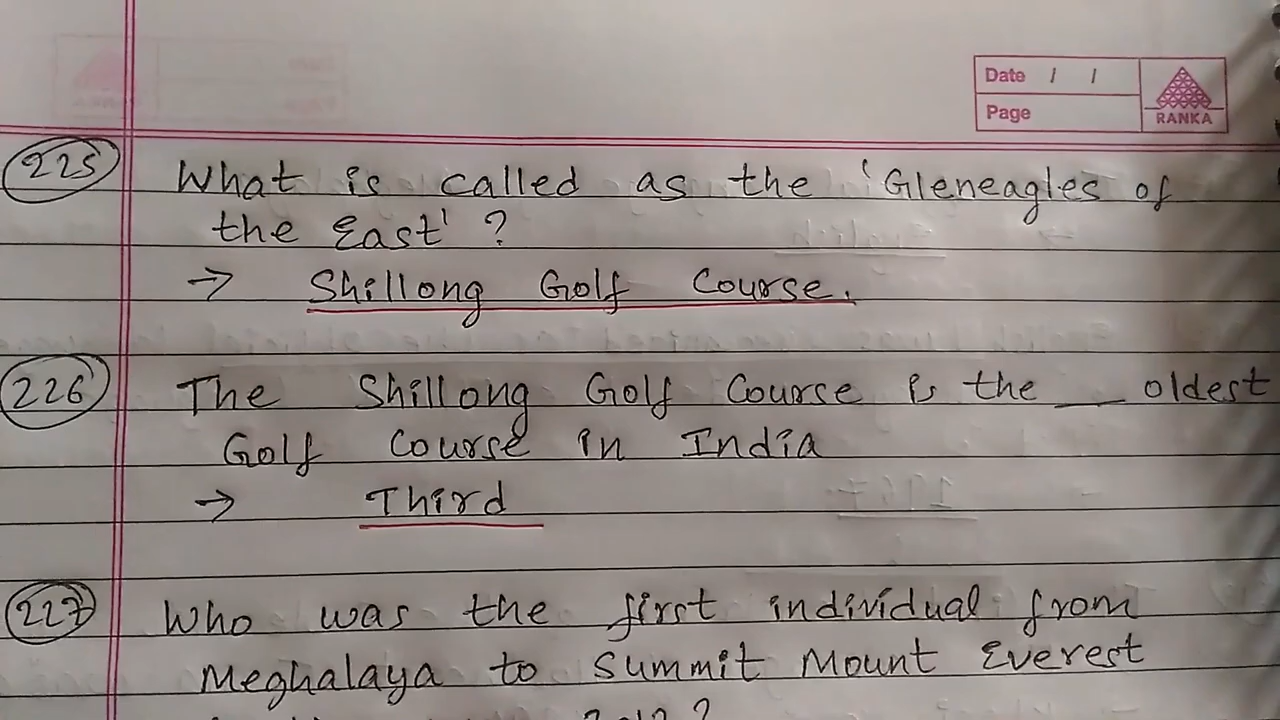 Date / /
Page
RANKA
225 What is called as the 'Gleneagles of
the East' ?
→ Shillong Golf Course.
226 The Shillong Golf Course is the __ oldest
Golf Course in India
→ Third
227 Who was the first individual from
Meghalaya to Summit Mount Everest